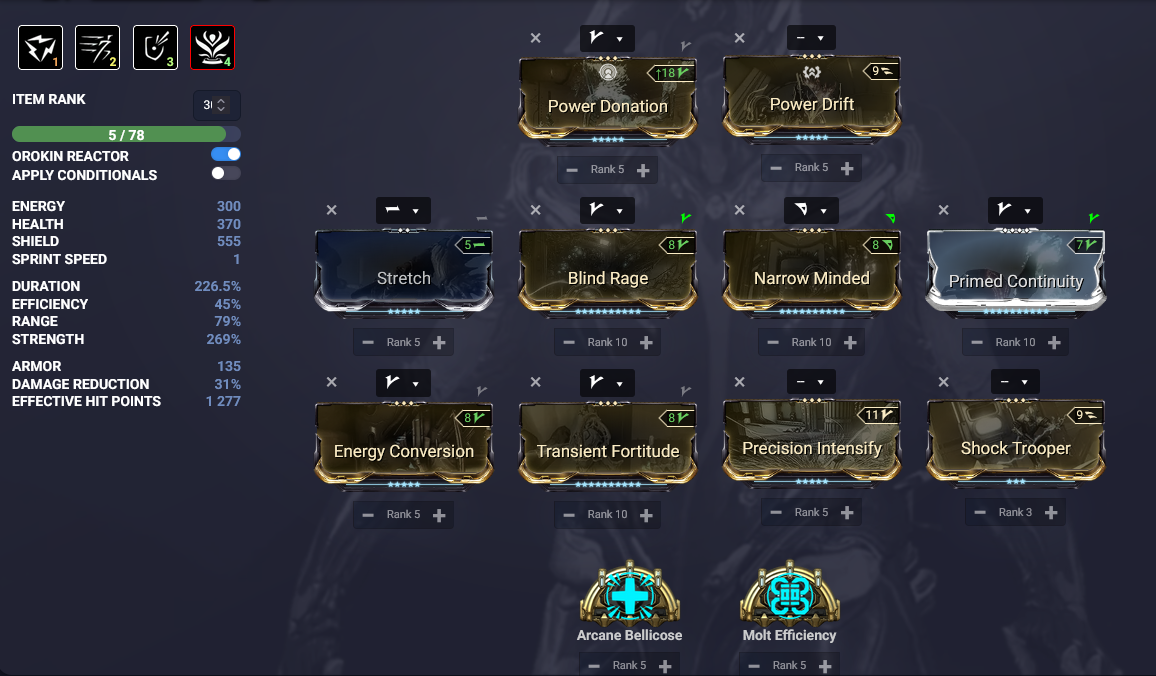 1
2
3
4
ITEM RANK
5 / 78
OROKIN REACTOR
APPLY CONDITIONALS
ENERGY 300
HEALTH 370
SHIELD 555
SPRINT SPEED 1
DURATION 226.5%
EFFICIENCY 45%
RANGE 79%
STRENGTH 269%
ARMOR 135
DAMAGE REDUCTION 31%
EFFECTIVE HIT POINTS 1 277
↑18
Power Donation
Rank 5
9
Power Drift
Rank 5
5
Stretch
Rank 5
8
Blind Rage
Rank 10
8
Narrow Minded
Rank 10
7
Primed Continuity
Rank 10
8
Energy Conversion
Rank 5
8
Transient Fortitude
Rank 10
11
Precision Intensify
Rank 5
9
Shock Trooper
Rank 3
Arcane Bellicose
Rank 5
Molt Efficiency
Rank 5